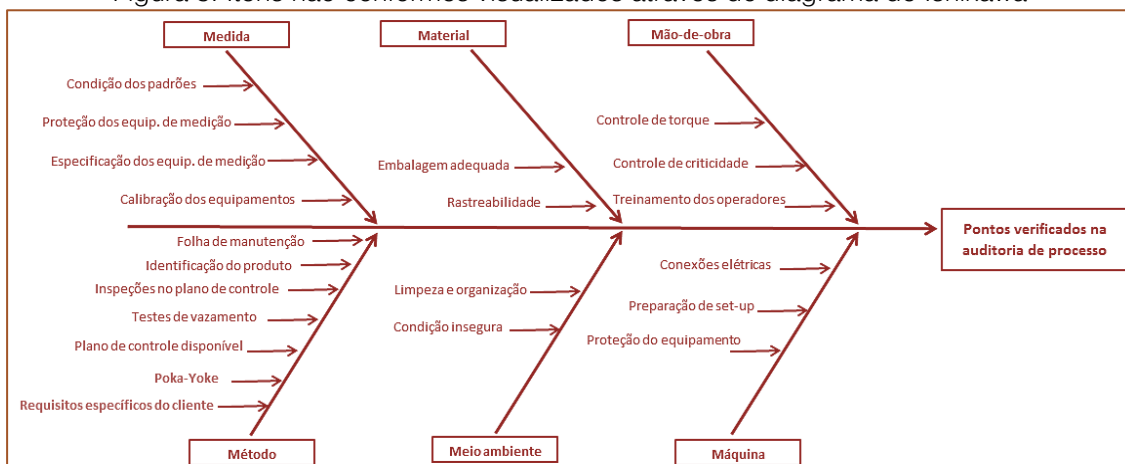 Medida
Material
Mão-de-obra
Condição dos padrões
Proteção dos equip. de medição
Especificação dos equip. de medição
Calibração dos equipamentos
Embalagem adequada
Rastreabilidade
Controle de torque
Controle de criticidade
Treinamento dos operadores
Pontos verificados na
auditoria de processo
Folha de manutenção
Identificação do produto
Inspeções no plano de controle
Testes de vazamento
Plano de controle disponível
Poka-Yoke
Requisitos específicos do cliente
Limpeza e organização
Condição insegura
Conexões elétricas
Preparação de set-up
Proteção do equipamento
Método
Meio ambiente
Máquina